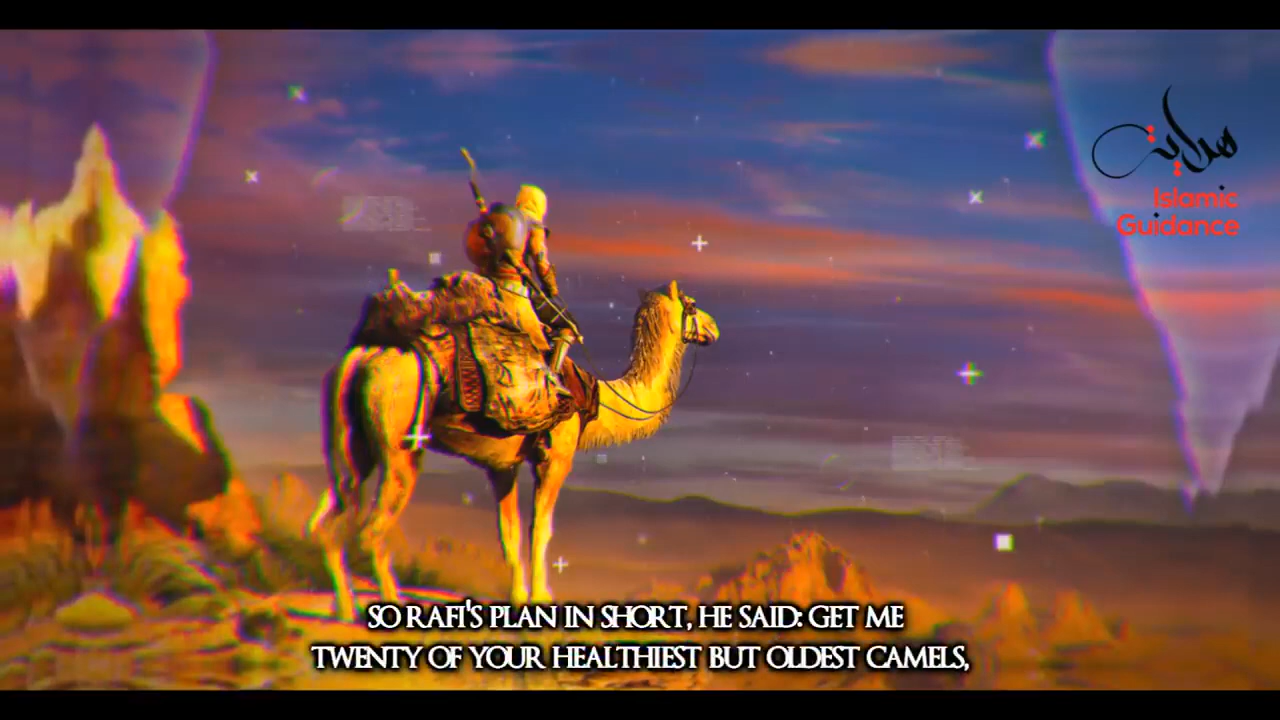 هداية
Islamic
Guidance
SO RAFI'S PLAN IN SHORT, HE SAID: GET ME
TWENTY OF YOUR HEALTHIEST BUT OLDEST CAMELS,